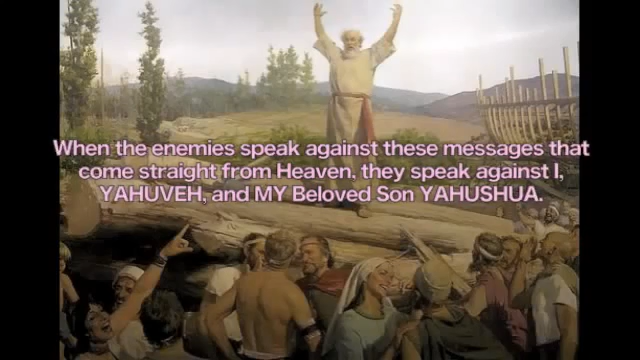 When the enemies speak against these messages that
come straight from Heaven, they speak against I,
YAHUVEH, and MY Beloved Son YAHUSHUA.